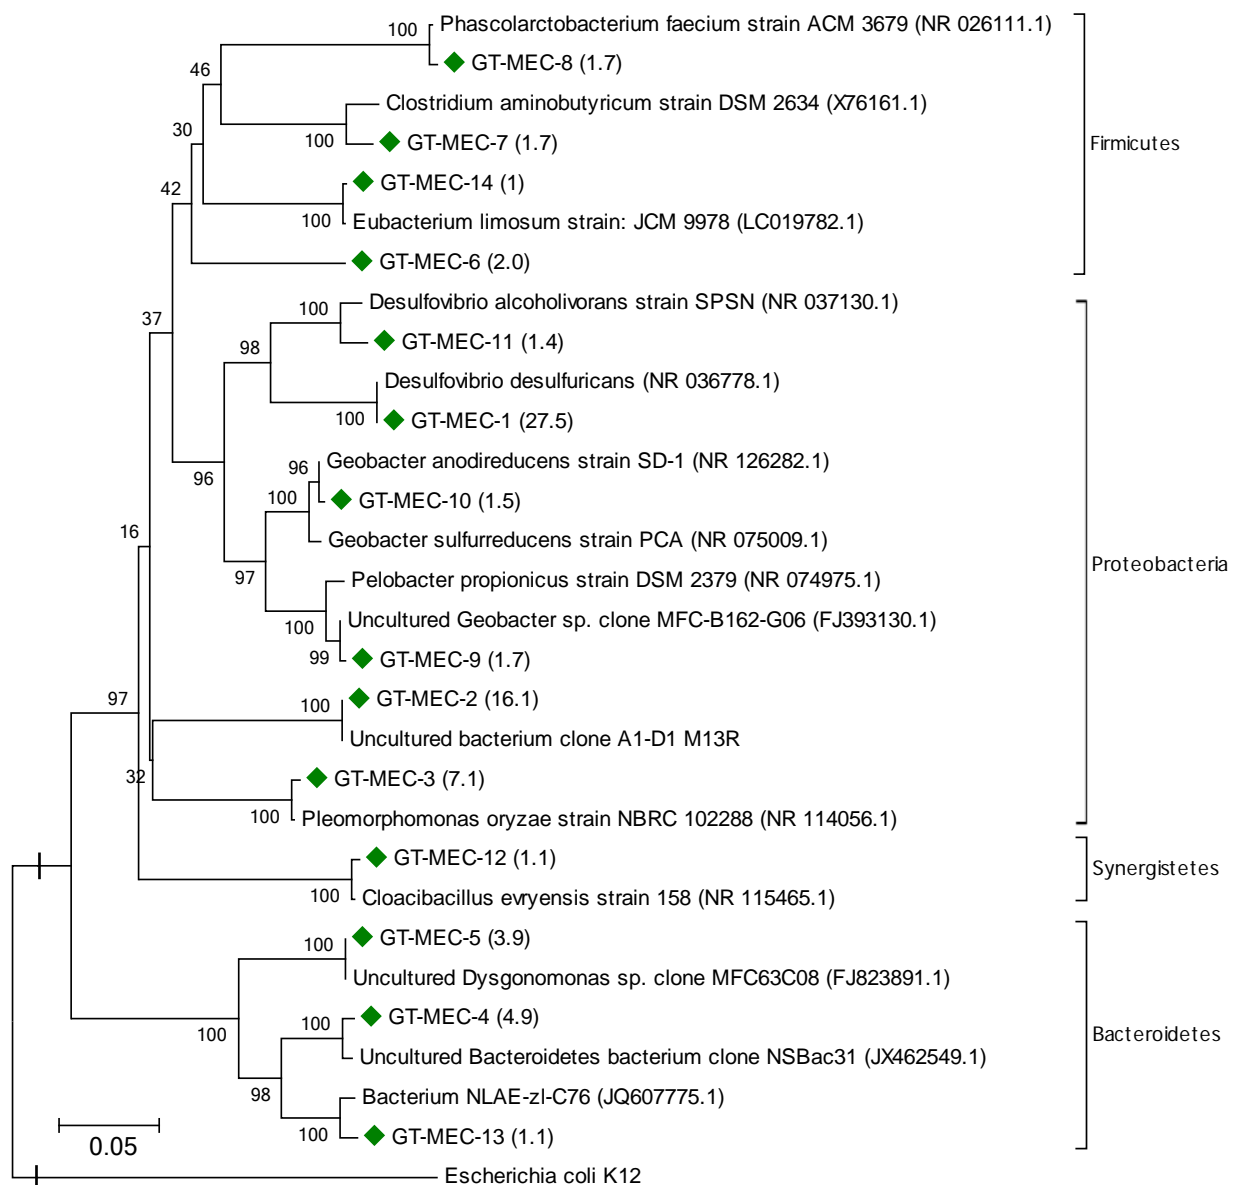 Phascolarctobacterium faecium strain ACM 3679 (NR 026111.1)
100
GT-MEC-8 (1.7)
46
Clostridium aminobutyricum strain DSM 2634 (X76161.1)
30
100
GT-MEC-7 (1.7)
Firmicutes
42
GT-MEC-14 (1)
100
Eubacterium limosum strain: JCM 9978 (LC019782.1)
GT-MEC-6 (2.0)
Desulfovibrio alcoholivorans strain SPSN (NR 037130.1)
100
37
GT-MEC-11 (1.4)
98
Desulfovibrio desulfuricans (NR 036778.1)
100
GT-MEC-1 (27.5)
Geobacter anodireducens strain SD-1 (NR 126282.1)
96
96
100
GT-MEC-10 (1.5)
16
Geobacter sulfurreducens strain PCA (NR 075009.1)
Proteobacteria
97
Pelobacter propionicus strain DSM 2379 (NR 074975.1)
100
Uncultured Geobacter sp. clone MFC-B162-G06 (FJ393130.1)
99
GT-MEC-9 (1.7)
97
100
GT-MEC-2 (16.1)
Uncultured bacterium clone A1-D1 M13R
32
GT-MEC-3 (7.1)
100
Pleomorphomonas oryzae strain NBRC 102288 (NR 114056.1)
GT-MEC-12 (1.1)
Synergistetes
100
Cloacibacillus evryensis strain 158 (NR 115465.1)
GT-MEC-5 (3.9)
100
Uncultured Dysgonomonas sp. clone MFC63C08 (FJ823891.1)
100
GT-MEC-4 (4.9)
100
Bacteroidetes
Uncultured Bacteroidetes bacterium clone NSBac31 (JX462549.1)
98
Bacterium NLAE-zl-C76 (JQ607775.1)
100
GT-MEC-13 (1.1)
0.05
Escherichia coli K12